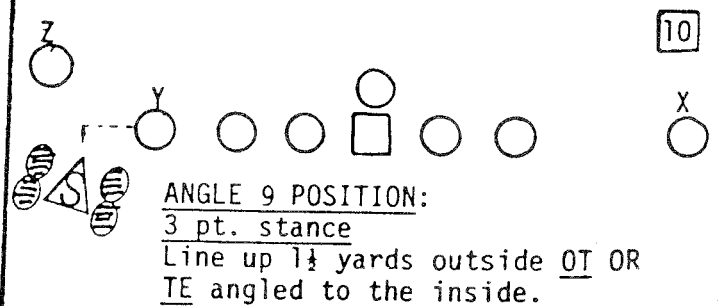 Z
10
Y
X
S
ANGLE 9 POSITION:
3 pt. stance
Line up 1½ yards outside OT OR
TE angled to the inside.